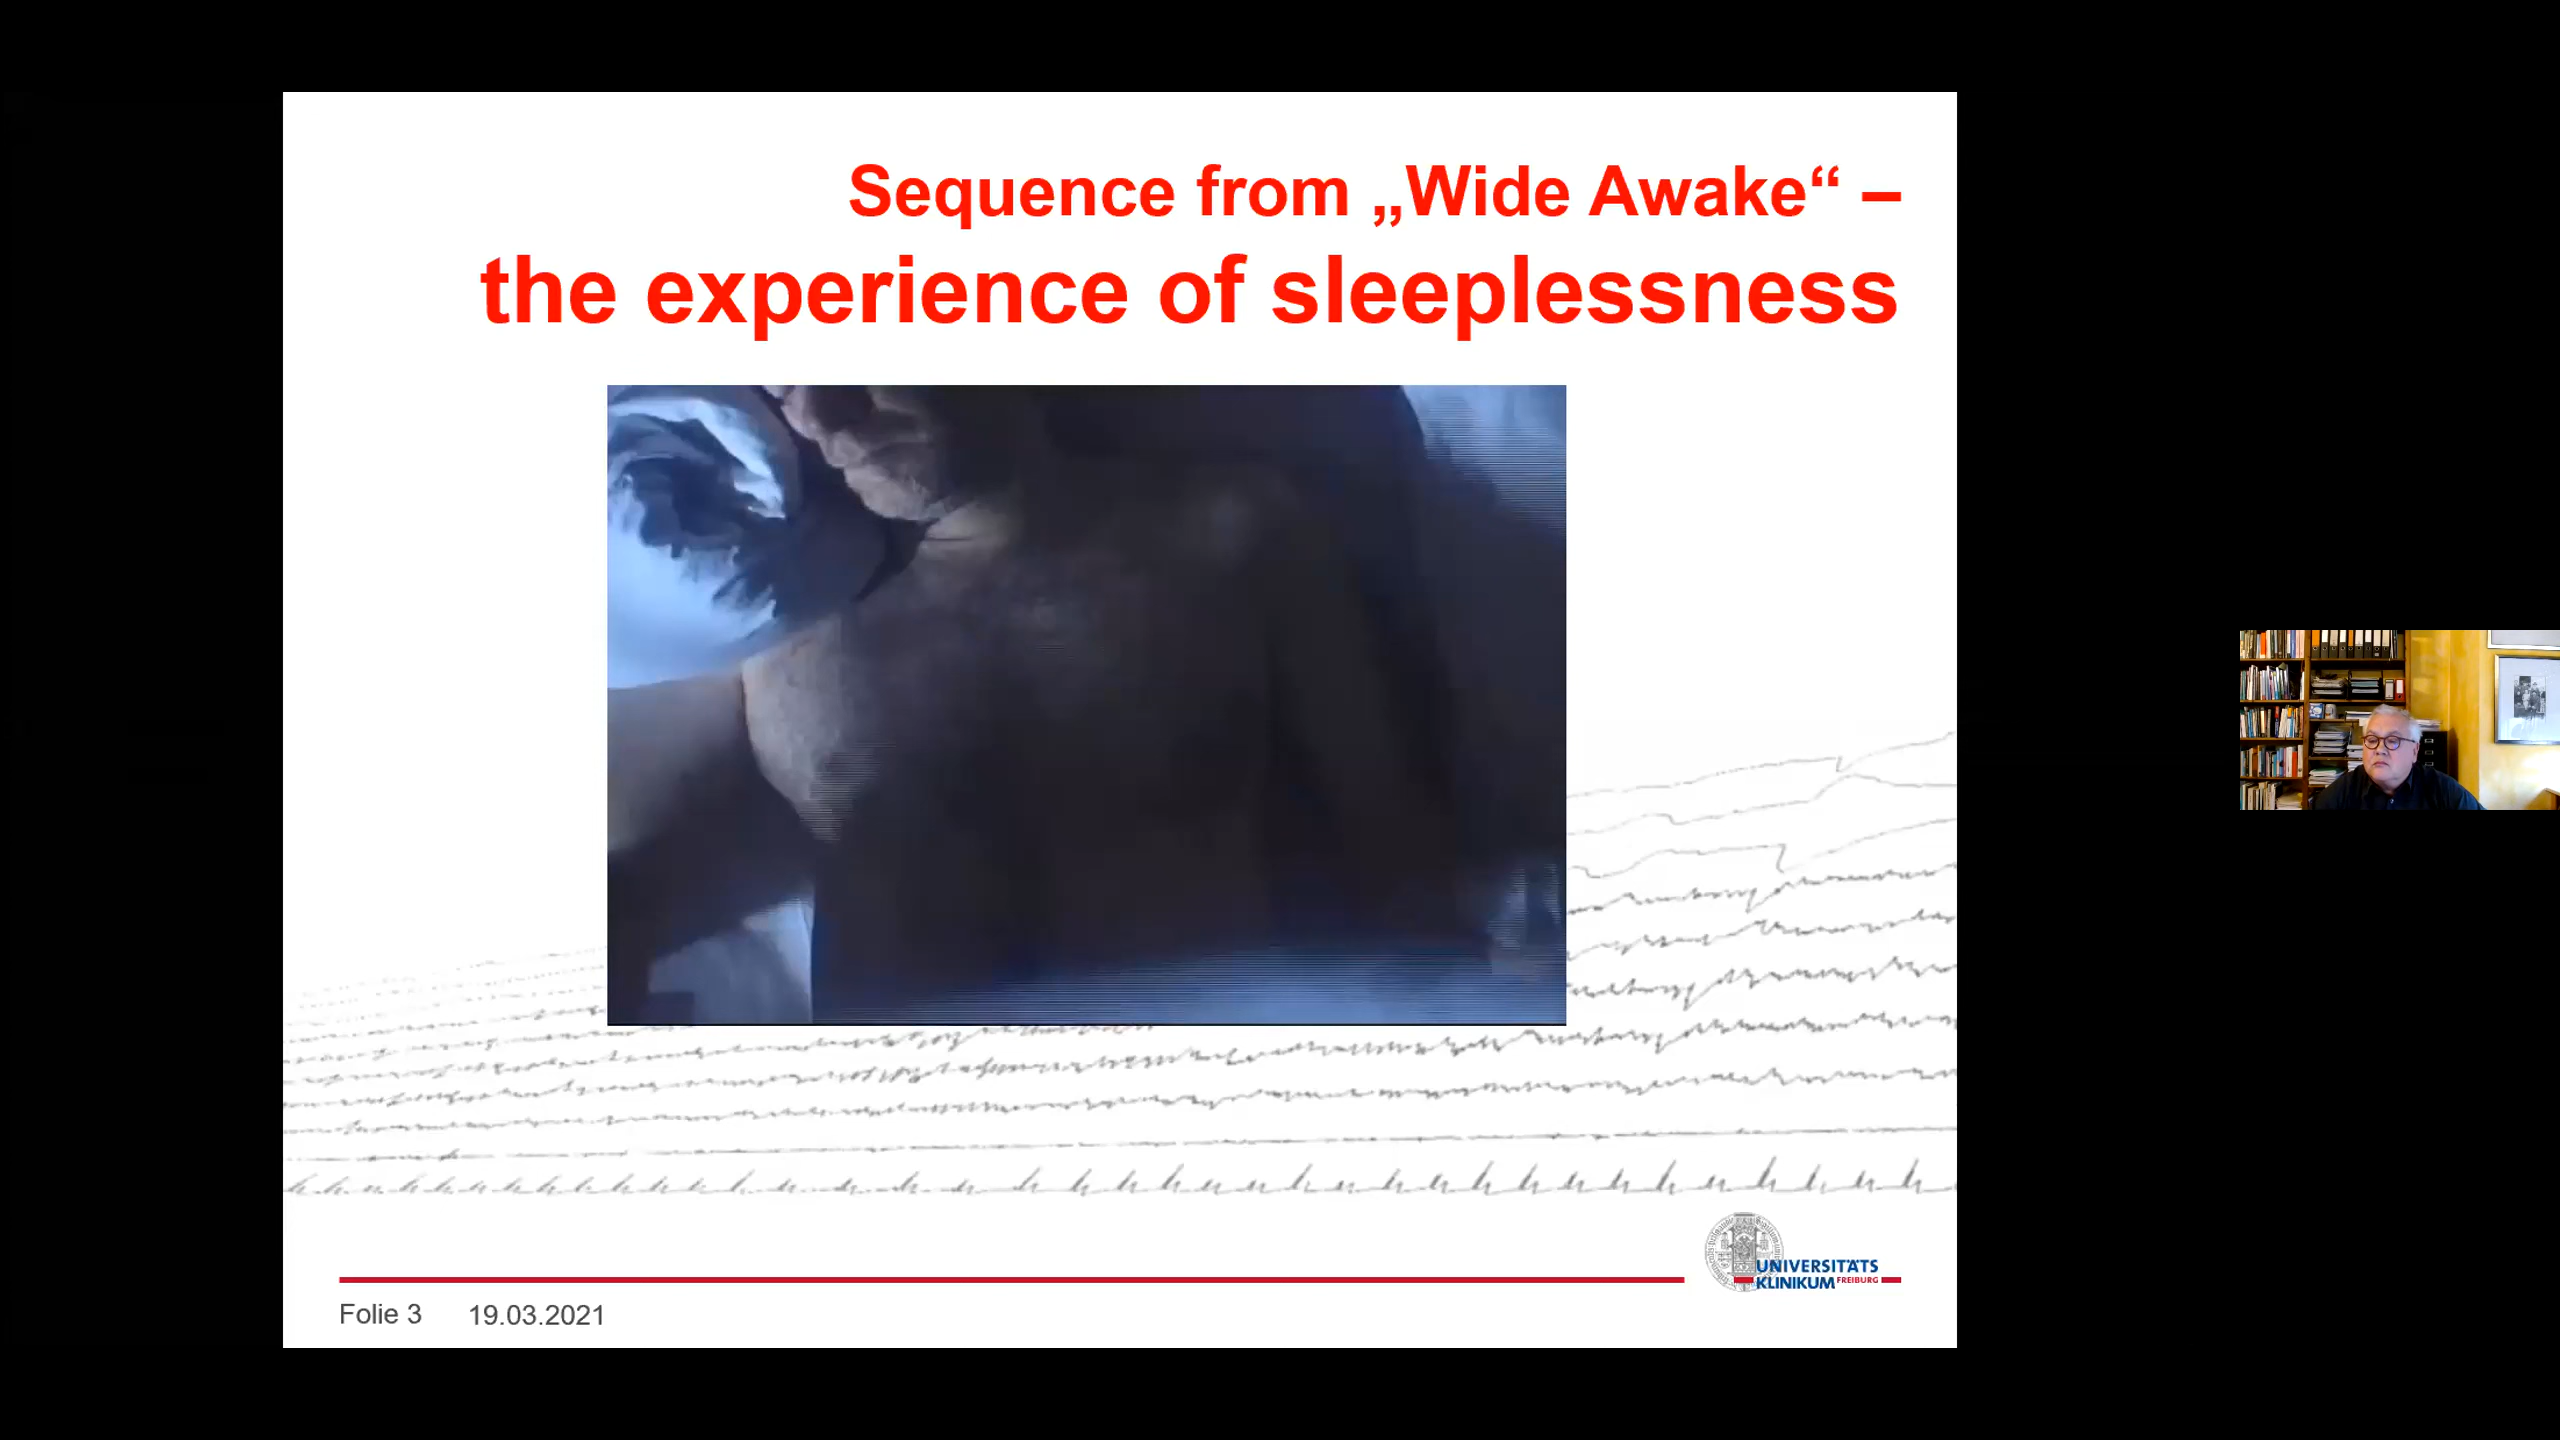 Sequence from „Wide Awake“ –
the experience of sleeplessness
UNIVERSITÄTS
KLINIKUM FREIBURG
Folie 3 19.03.2021